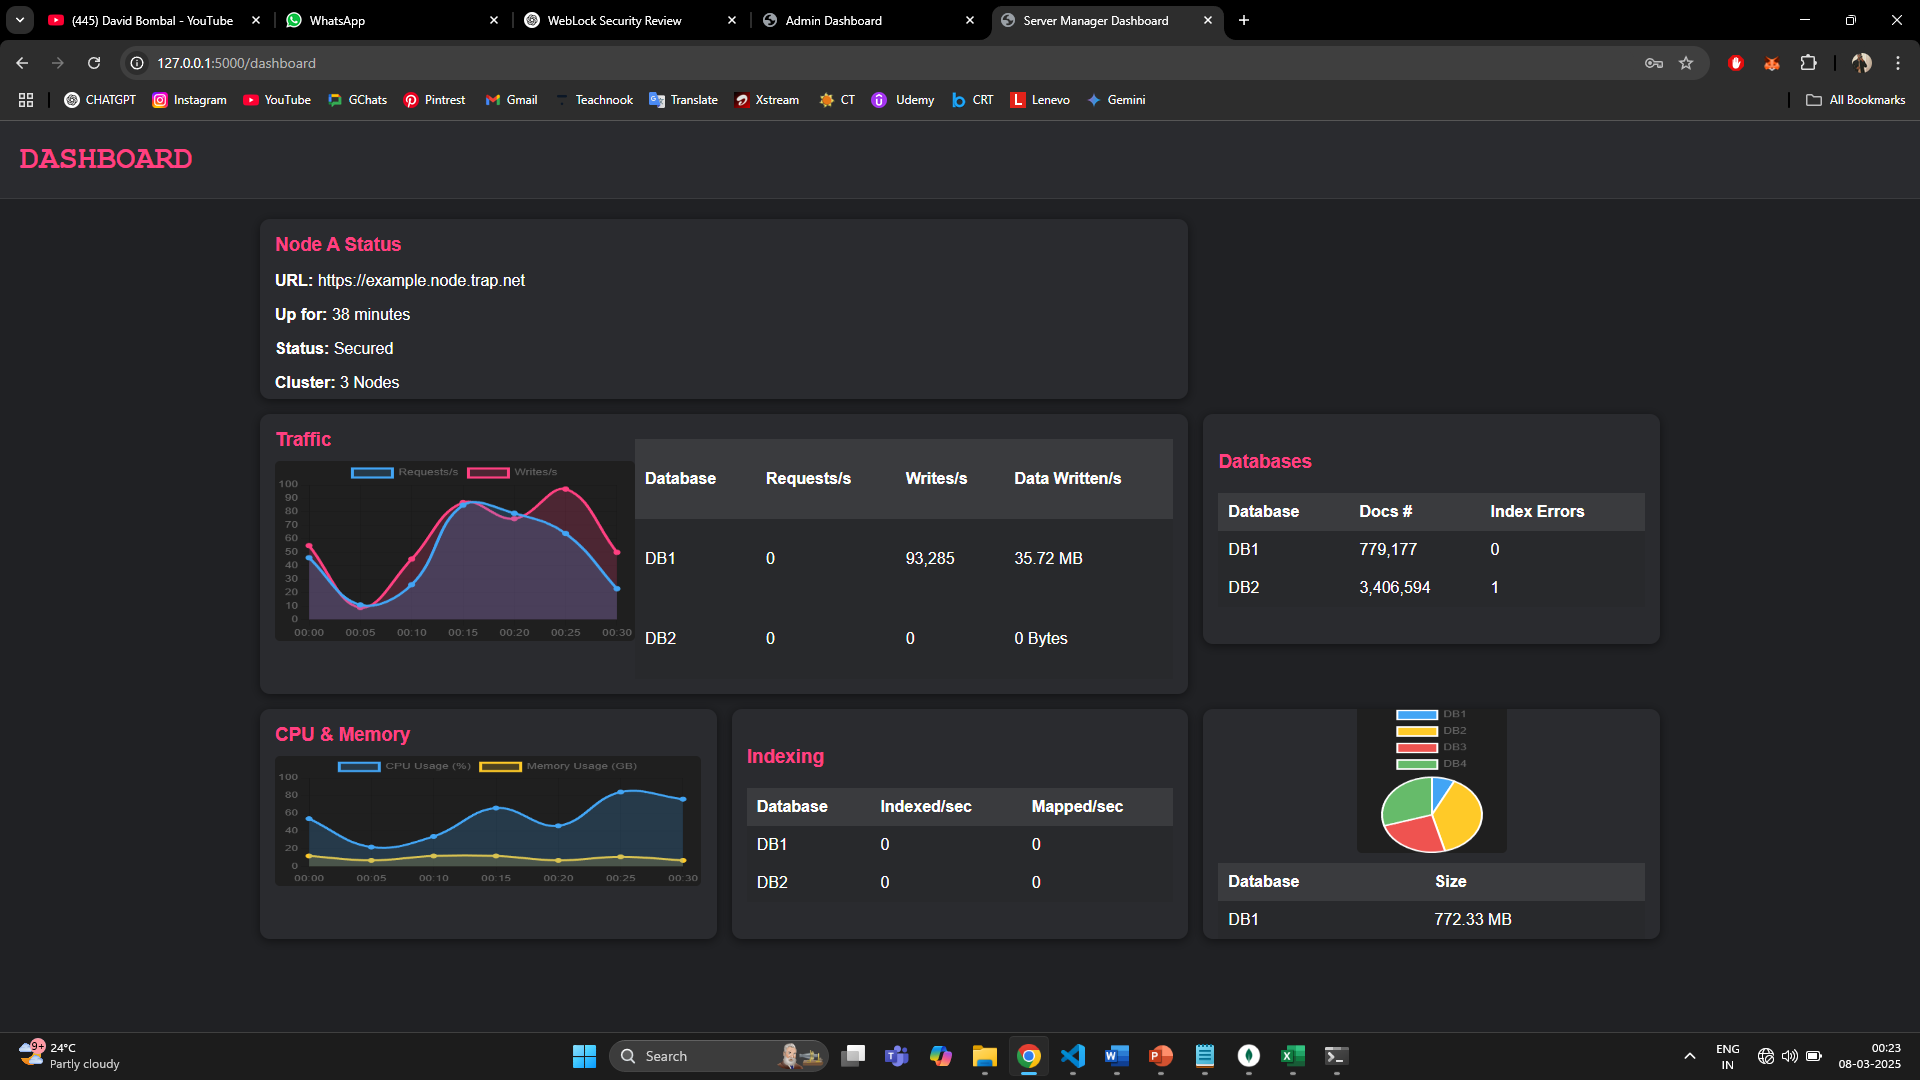 (445) David Bombal - YouTube
WhatsApp
WebLock Security Review
Admin Dashboard
Server Manager Dashboard
127.0.0.1:5000/dashboard
CHATGPT Instagram YouTube GChats Pintrest Gmail Teachnook Translate Xstream CT Udemy CRT Lenevo Gemini All Bookmarks
DASHBOARD
Node A Status
URL: https://example.node.trap.net
Up for: 38 minutes
Status: Secured
Cluster: 3 Nodes
Traffic
Requests/s Writes/s
100
90
80
70
60
50
40
30
20
10
0
00:00 00:05 00:10 00:15 00:20 00:25 00:30
Database Requests/s Writes/s Data Written/s
DB1 0 93,285 35.72 MB
DB2 0 0 0 Bytes
Databases
Database Docs # Index Errors
DB1 779,177 0
DB2 3,406,594 1
CPU & Memory
CPU Usage (%) Memory Usage (GB)
100
80
60
40
20
0
00:00 00:05 00:10 00:15 00:20 00:25 00:30
Indexing
Database Indexed/sec Mapped/sec
DB1 0 0
DB2 0 0
DB1
DB2
DB3
DB4
Database Size
DB1 772.33 MB
9+
24°C
Partly cloudy
Search
ENG
IN
00:23
08-03-2025